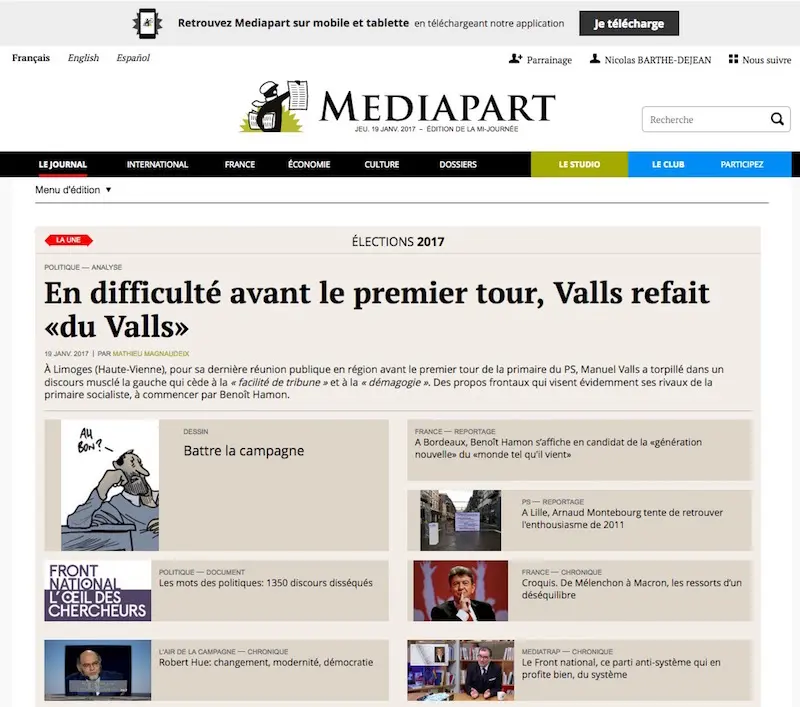 Retrouvez Mediapart sur mobile et tablette en téléchargeant notre application Je télécharge
Français English Español
Parrainage Nicolas BARTHE-DEJEAN Nous suivre
MEDIAPART
JEU. 19 JANV. 2017 – ÉDITION DE LA MI-JOURNÉE
Recherche
LE JOURNAL INTERNATIONAL FRANCE ÉCONOMIE CULTURE DOSSIERS LE STUDIO LE CLUB PARTICIPEZ
Menu d'édition ▼
LA UNE
ÉLECTIONS 2017
POLITIQUE — ANALYSE
En difficulté avant le premier tour, Valls refait
«du Valls»
19 JANV. 2017 | PAR MATHIEU MAGNAUDEIX
À Limoges (Haute-Vienne), pour sa dernière réunion publique en région avant le premier tour de la primaire du PS, Manuel Valls a torpillé dans un
discours musclé la gauche qui cède à la « facilité de tribune » et à la « démagogie ». Des propos frontaux qui visent évidemment ses rivaux de la
primaire socialiste, à commencer par Benoît Hamon.
AH
BON?
DESSIN
Battre la campagne
FRANCE — REPORTAGE
A Bordeaux, Benoît Hamon s'affiche en candidat de la «génération
nouvelle» du «monde tel qu'il vient»
PS — REPORTAGE
A Lille, Arnaud Montebourg tente de retrouver
l'enthousiasme de 2011
FRONT
NATIONAL
L'ŒIL DES
CHERCHEURS
POLITIQUE — DOCUMENT
Les mots des politiques: 1350 discours disséqués
FRANCE — CHRONIQUE
Croquis. De Mélenchon à Macron, les ressorts d'un
déséquilibre
L'AIR DE LA CAMPAGNE — CHRONIQUE
Robert Hue: changement, modernité, démocratie
MEDIATRAP — CHRONIQUE
Le Front national, ce parti anti-système qui en
profite bien, du système